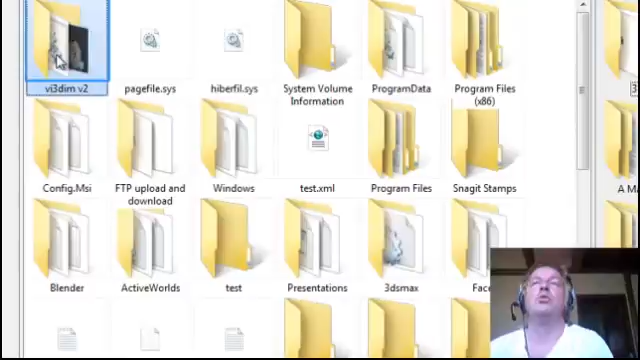 vi3dim v2
pagefile.sys
hiberfil.sys
System Volume
Information
ProgramData
Program Files
(x86)
Config.Msi
FTP upload and
download
Windows
test.xml
Program Files
Snagit Stamps
Blender
ActiveWorlds
test
Presentations
3dsmax